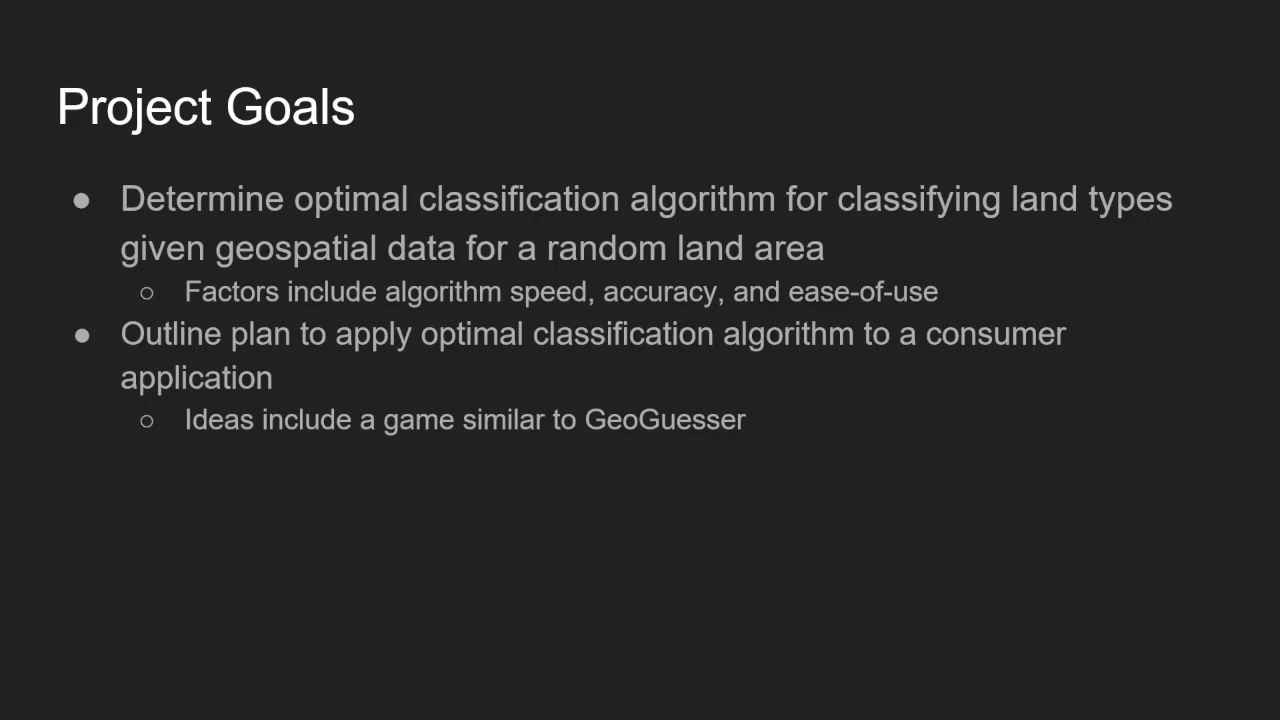 Project Goals
● Determine optimal classification algorithm for classifying land types
given geospatial data for a random land area
○ Factors include algorithm speed, accuracy, and ease-of-use
● Outline plan to apply optimal classification algorithm to a consumer
application
○ Ideas include a game similar to GeoGuesser